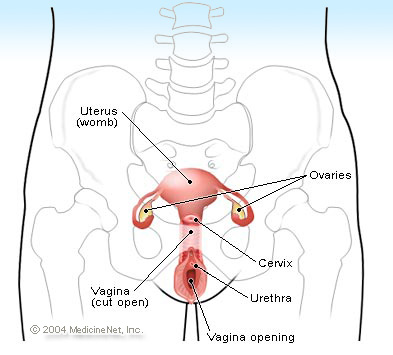 Uterus
(womb)
Ovaries
Cervix
Vagina
(cut open)
Urethra
Vagina opening
© 2004 MedicineNet, Inc.